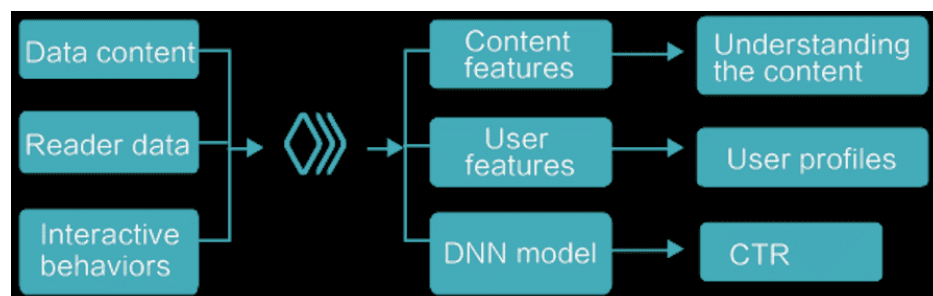 Data content
Reader data
Interactive
behaviors
Content
features
User
features
DNN model
Understanding
the content
User profiles
CTR